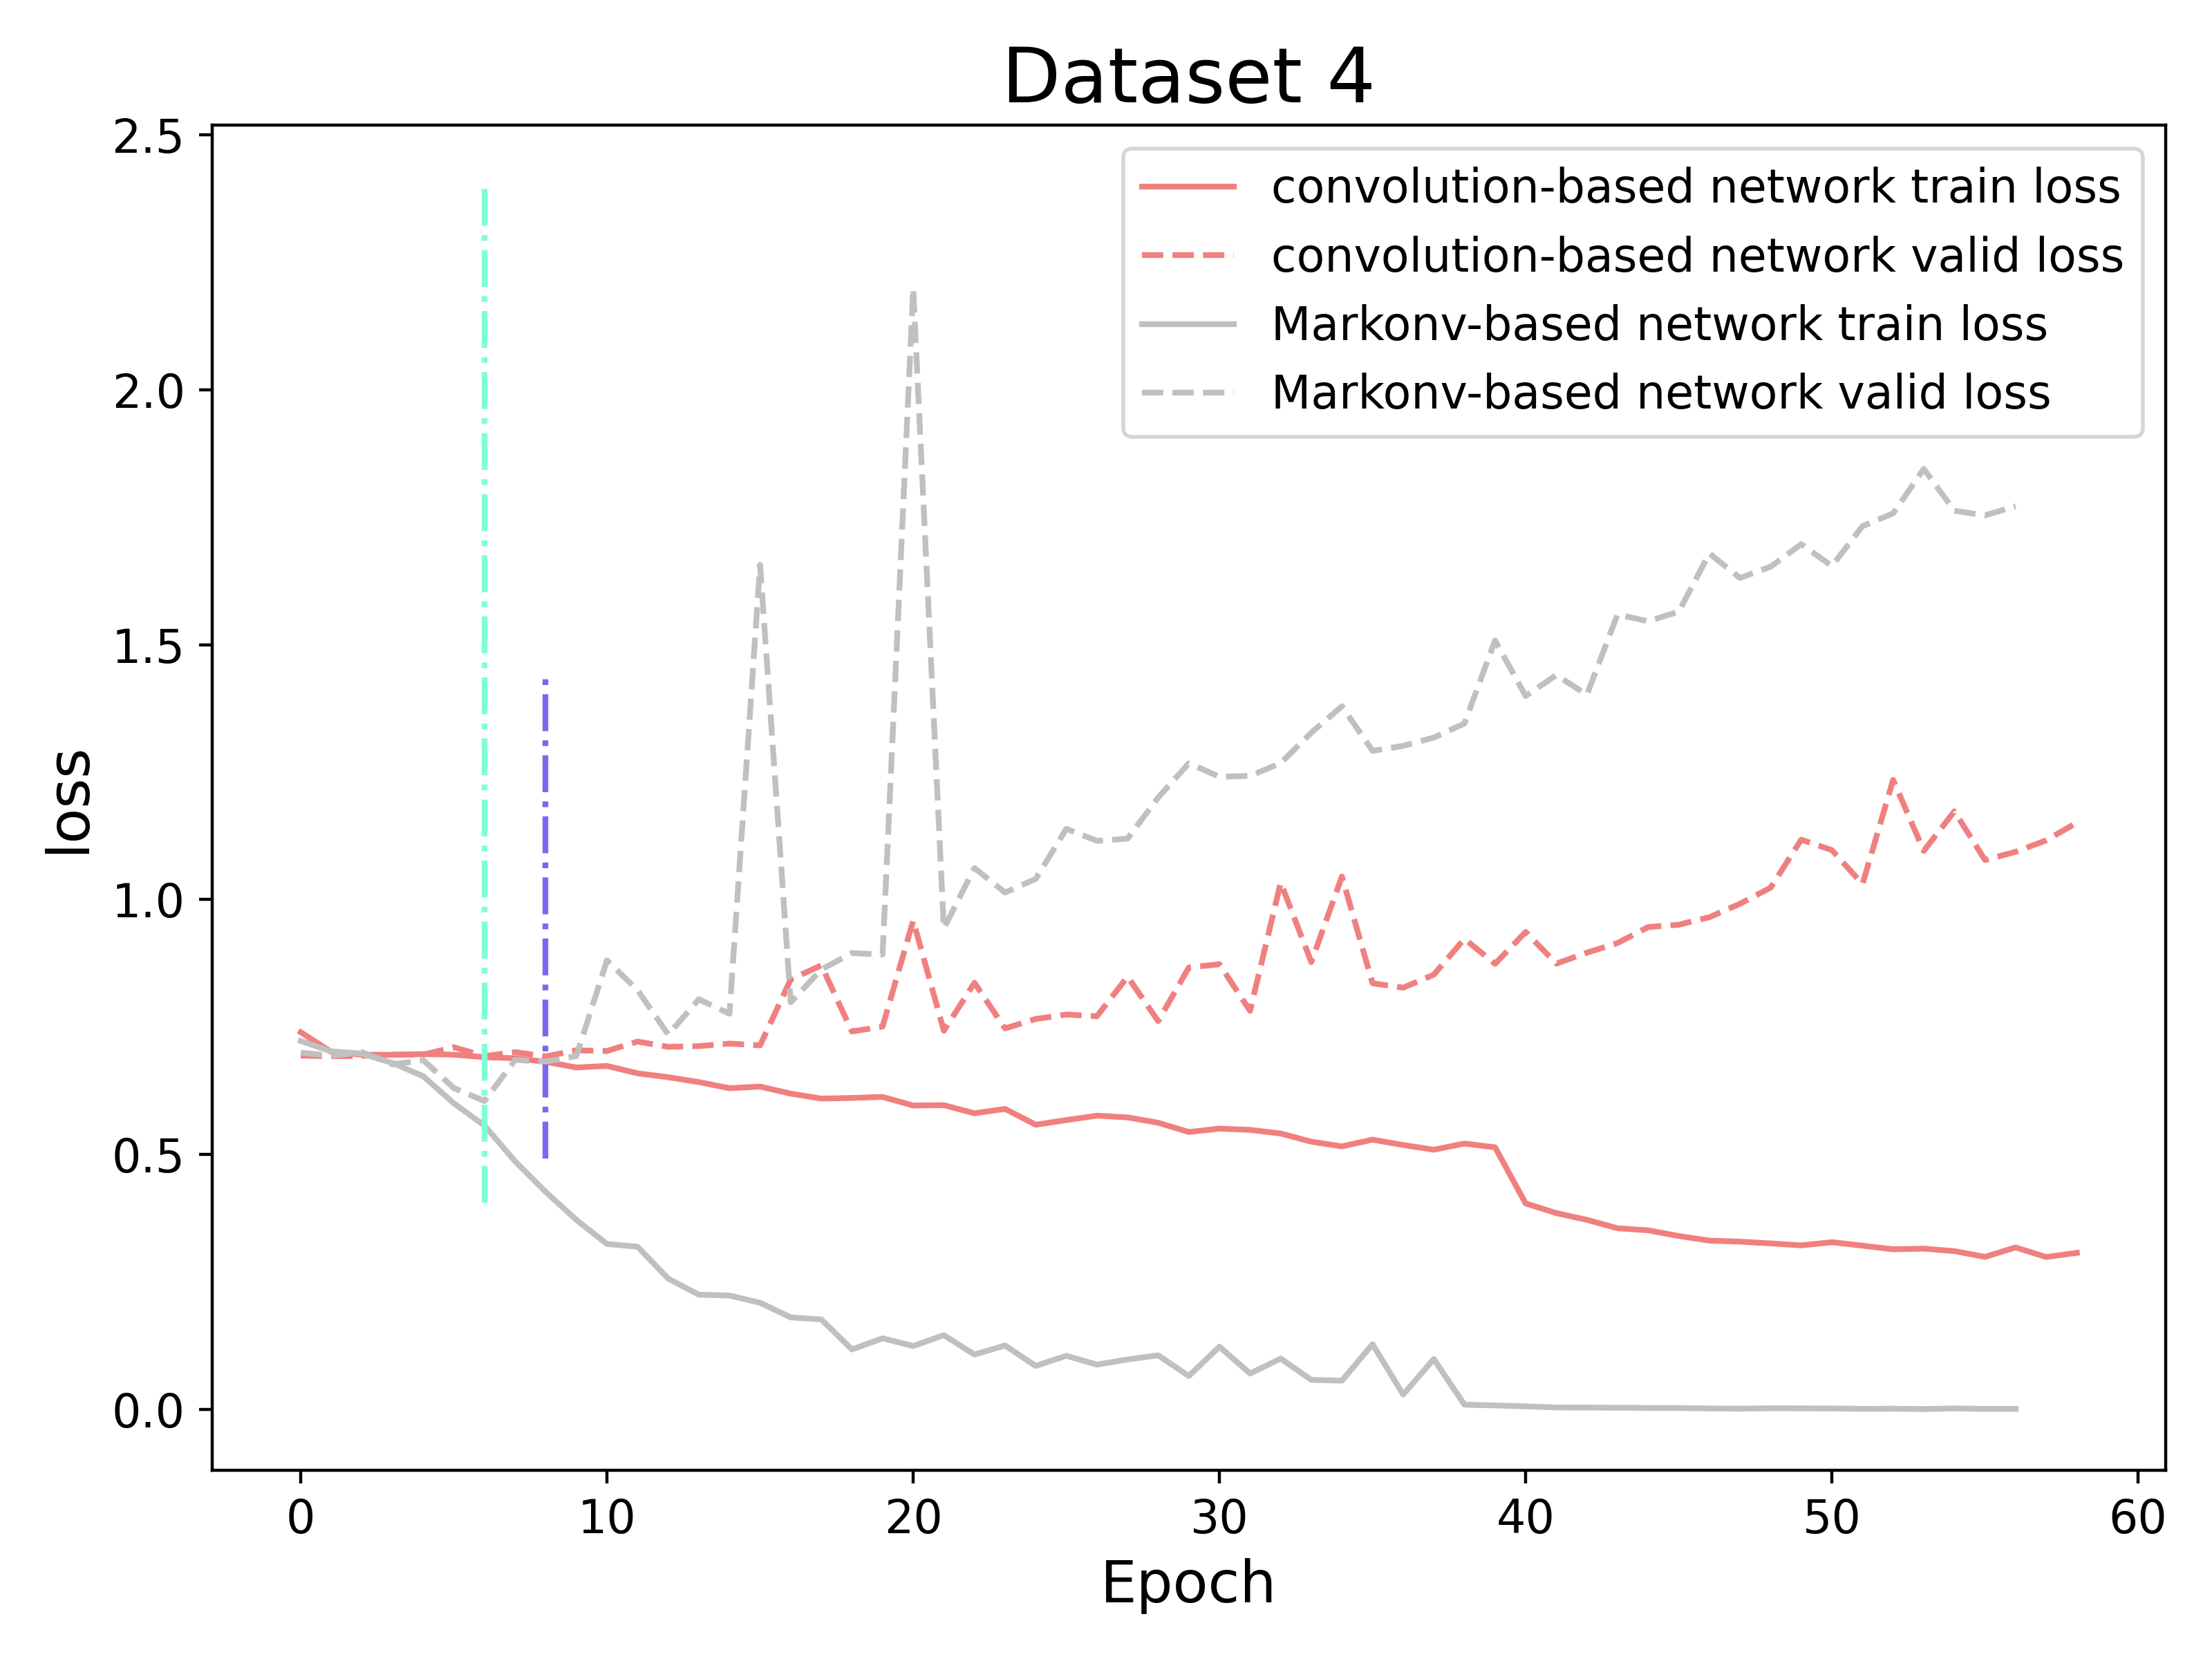 Dataset 4
convolution-based network train loss
convolution-based network valid loss
Markonv-based network train loss
Markonv-based network valid loss
2.5
2.0
1.5
1.0
0.5
0.0
loss
0 10 20 30 40 50 60
Epoch